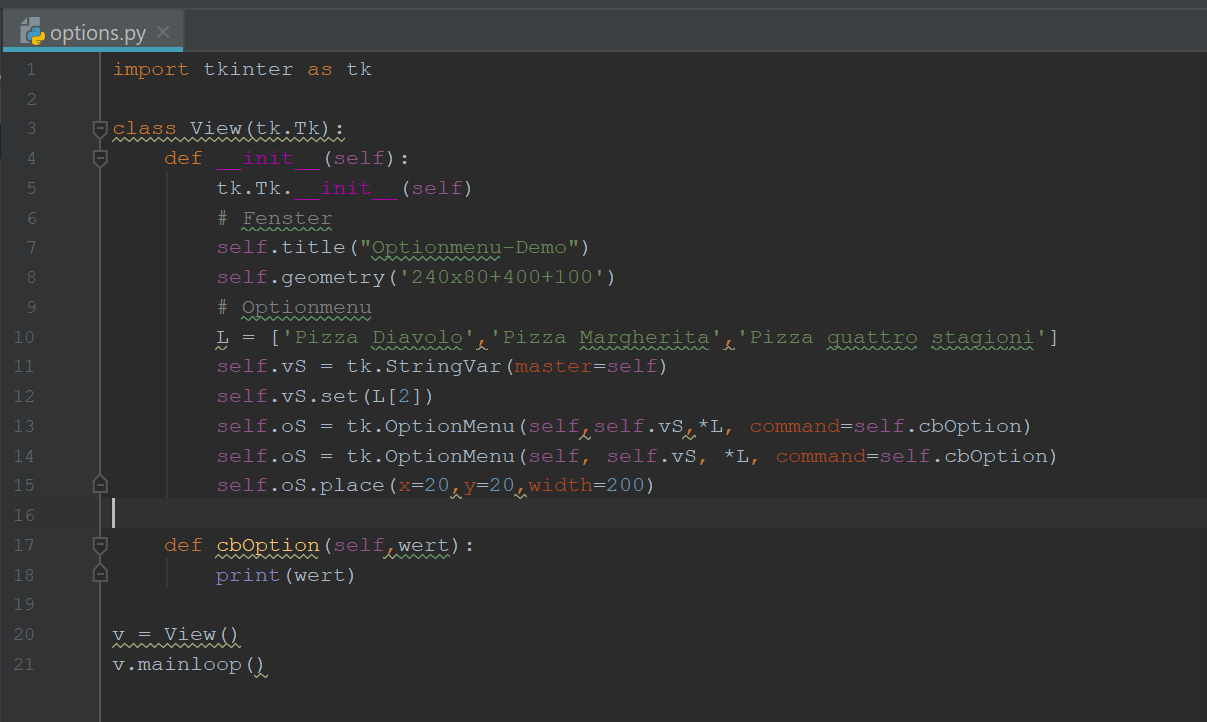 options.py
1 import tkinter as tk
2
3 class View(tk.Tk):
4     def __init__(self):
5         tk.Tk.__init__(self)
6         # Fenster
7         self.title("Optionmenu-Demo")
8         self.geometry('240x80+400+100')
9         # Optionmenu
10         L = ['Pizza Diavolo','Pizza Margherita','Pizza quattro stagioni']
11         self.vS = tk.StringVar(master=self)
12         self.vS.set(L[2])
13         self.oS = tk.OptionMenu(self,self.vS,*L, command=self.cbOption)
14         self.oS = tk.OptionMenu(self, self.vS, *L, command=self.cbOption)
15         self.oS.place(x=20,y=20,width=200)
16
17     def cbOption(self,wert):
18         print(wert)
19
20 v = View()
21 v.mainloop()